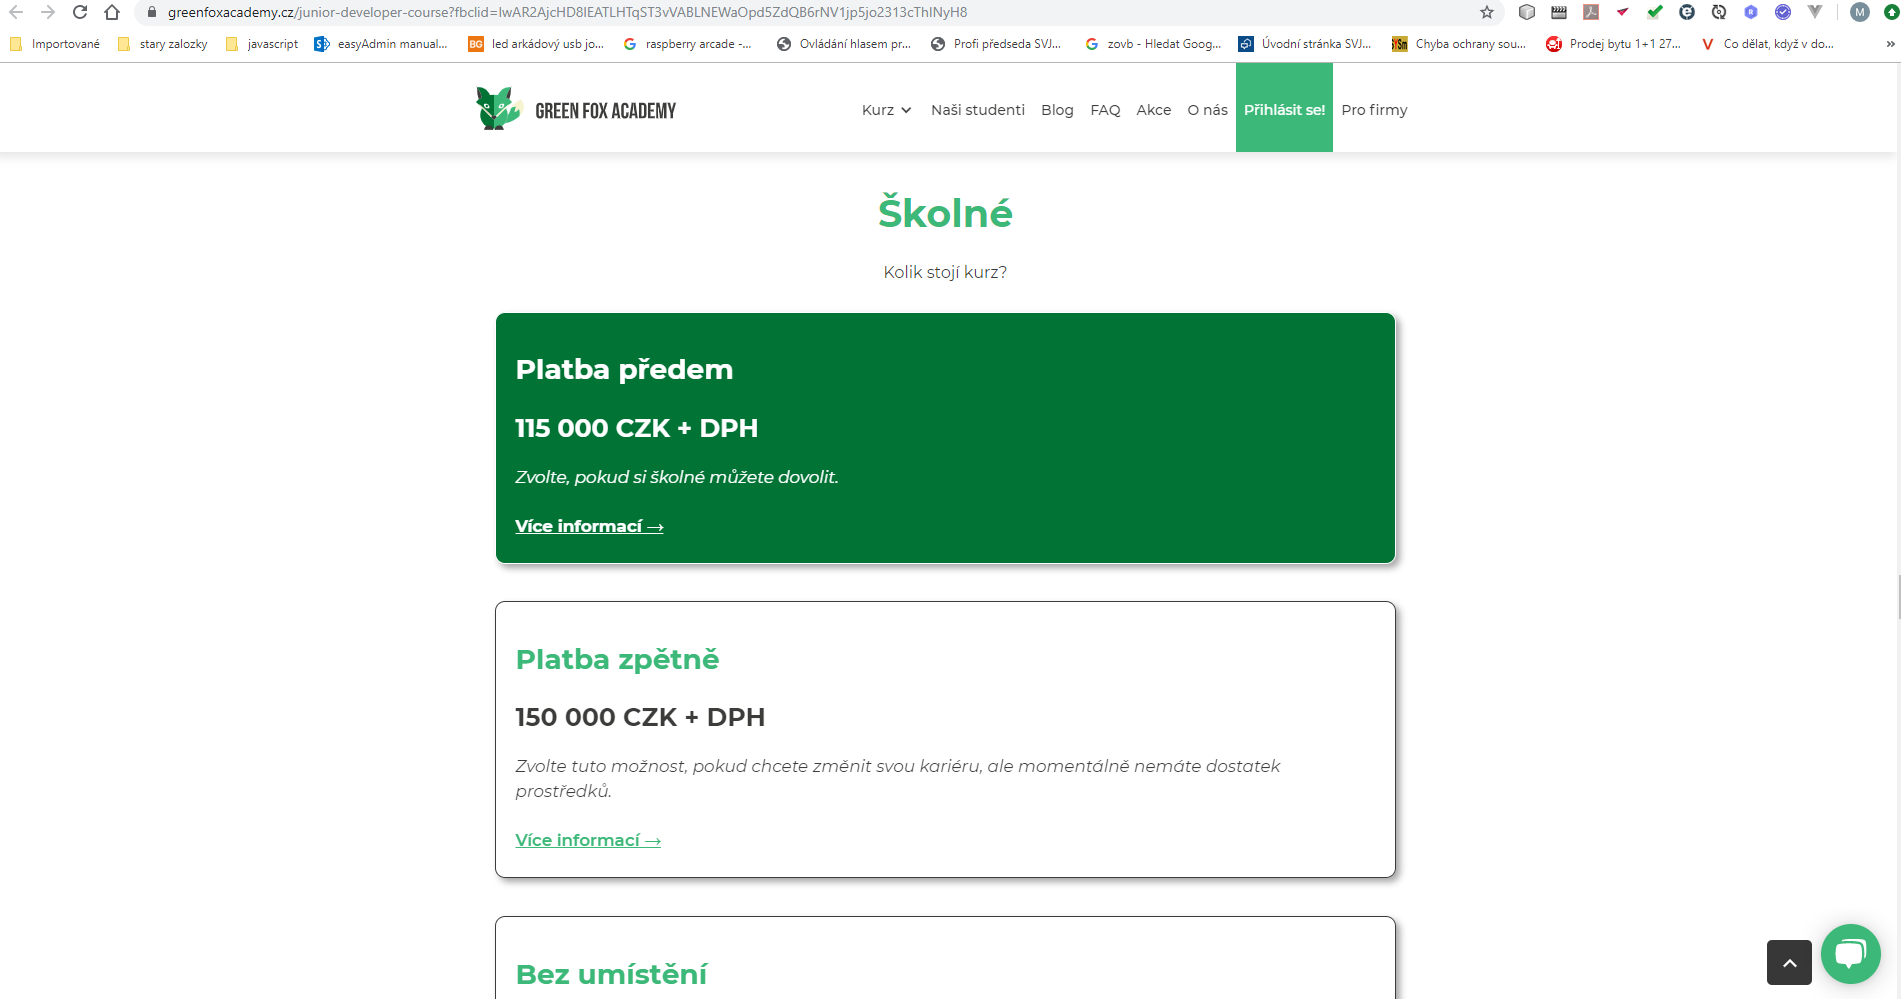 greenfoxacademy.cz/junior-developer-course?fbclid=IwAR2AjcHD8IEATLHTqST3vVABLNEWaOpd5ZdQB6rNV1jp5jo2313cThINyH8
Importované stary zalozky javascript easyAdmin manual... led arkádový usb jo... raspberry arcade -... Ovládání hlasem pr... Profi předseda SVJ... zovb - Hledat Goog... Úvodní stránka SVJ... Chyba ochrany sou... Prodej bytu 1+1 27... Co dělat, když v do... »
GREEN FOX ACADEMY Kurz Naši studenti Blog FAQ Akce O nás Přihlásit se! Pro firmy
Školné
Kolik stojí kurz?
Platba předem
115 000 CZK + DPH
Zvolte, pokud si školné můžete dovolit.
Více informací →
Platba zpětně
150 000 CZK + DPH
Zvolte tuto možnost, pokud chcete změnit svou kariéru, ale momentálně nemáte dostatek
prostředků.
Více informací →
Bez umístění